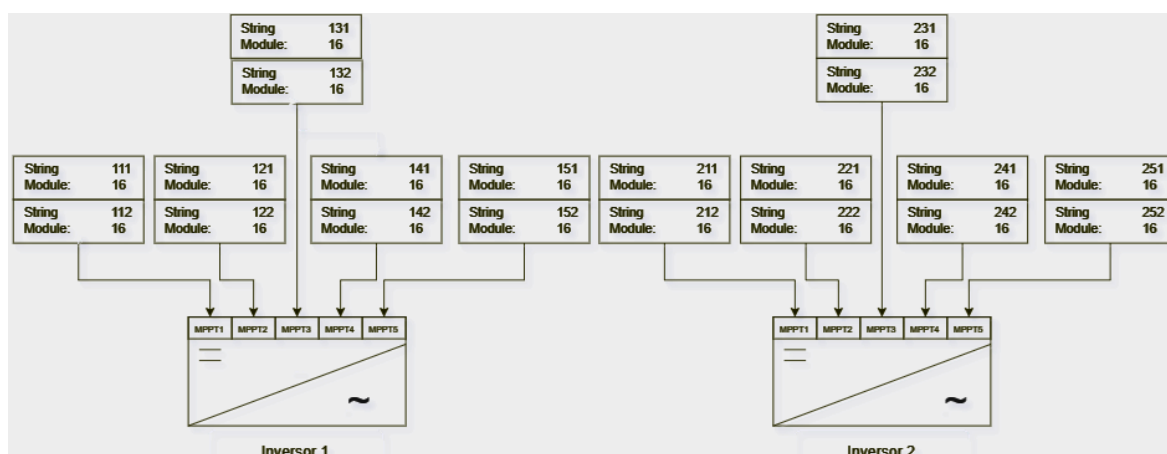 String 131
Module: 16
String 132
Module: 16
String 231
Module: 16
String 232
Module: 16
String 111
Module: 16
String 112
Module: 16
String 121
Module: 16
String 122
Module: 16
String 141
Module: 16
String 142
Module: 16
String 151
Module: 16
String 152
Module: 16
String 211
Module: 16
String 212
Module: 16
String 221
Module: 16
String 222
Module: 16
String 241
Module: 16
String 242
Module: 16
String 251
Module: 16
String 252
Module: 16
MPPT1 MPPT2 MPPT3 MPPT4 MPPT5
MPPT1 MPPT2 MPPT3 MPPT4 MPPT5
~
~
Inversor 1
Inversor 2